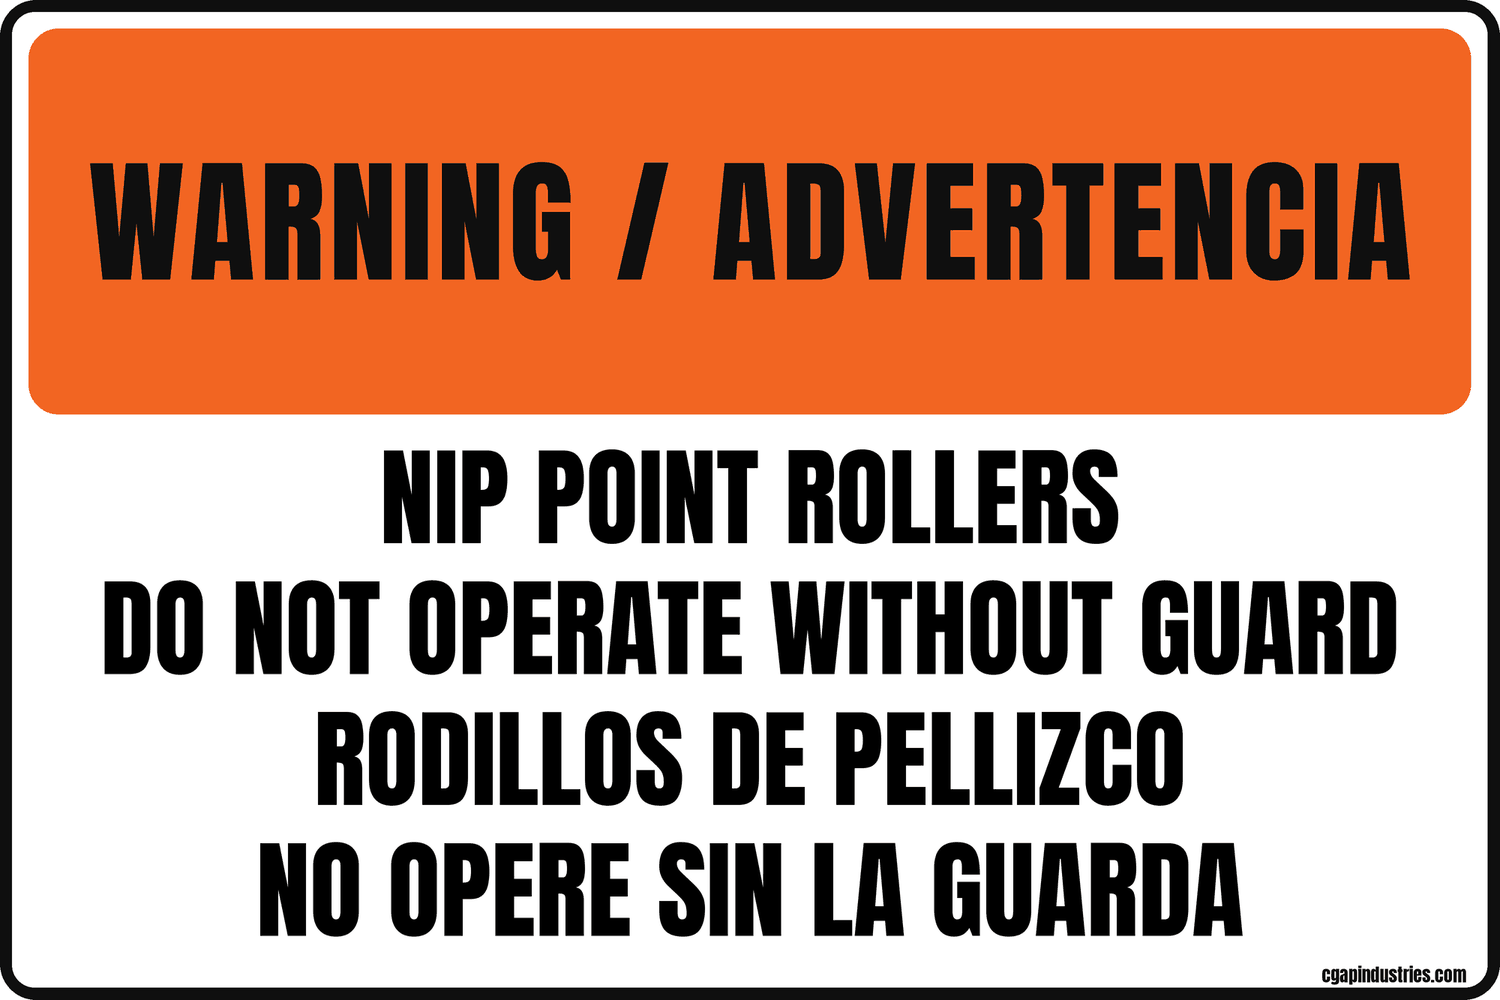 WARNING / ADVERTENCIA
NIP POINT ROLLERS
DO NOT OPERATE WITHOUT GUARD
RODILLOS DE PELLIZCO
NO OPERE SIN LA GUARDA
cgapindustries.com